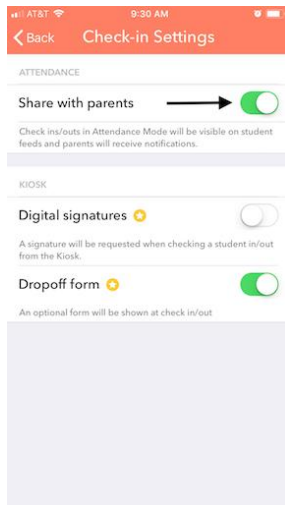 AT&T 9:30 AM
Back Check-in Settings
ATTENDANCE
Share with parents
Check ins/outs in Attendance Mode will be visible on student
feeds and parents will receive notifications.
KIOSK
Digital signatures
A signature will be requested when checking a student in/out
from the Kiosk.
Dropoff form
An optional form will be shown at check in/out